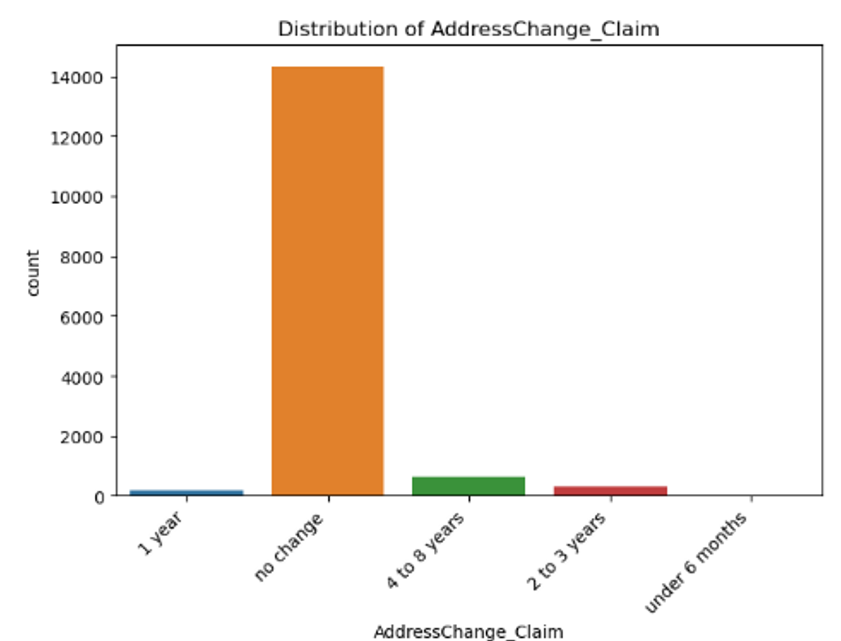 Distribution of AddressChange_Claim
14000
12000
10000
8000
6000
4000
2000
0
count
1 year
no change
4 to 8 years
2 to 3 years
under 6 months
AddressChange_Claim